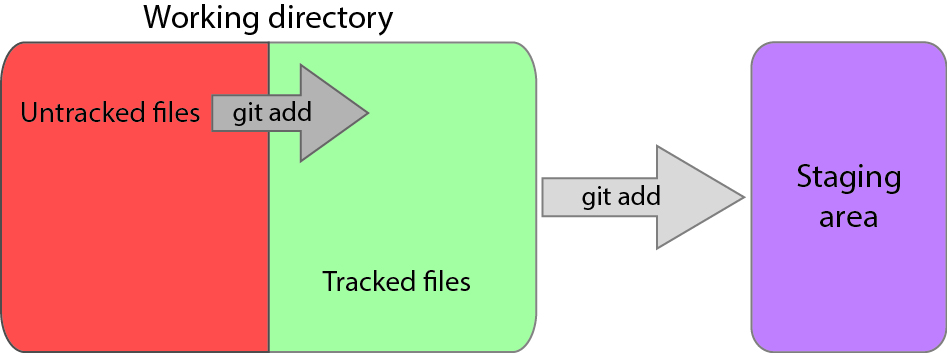 Working directory
Untracked files
git add
git add
Staging
area
Tracked files